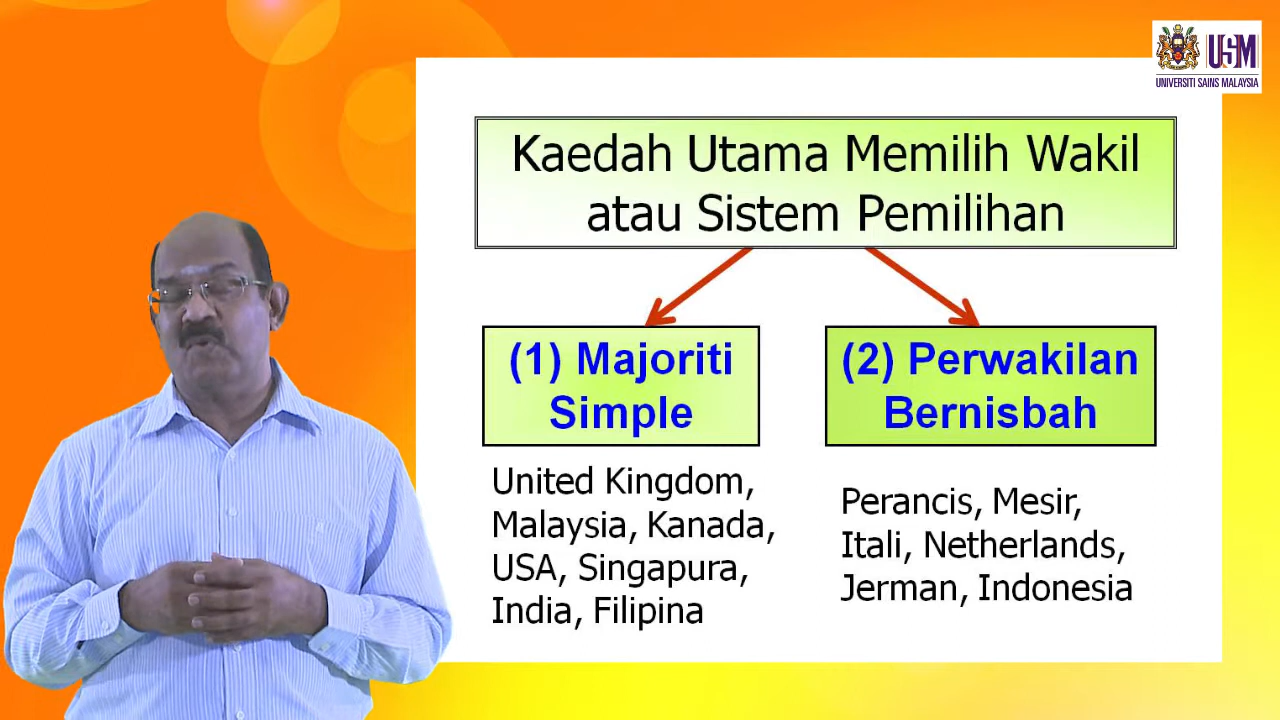 USM
UNIVERSITI SAINS MALAYSIA
Kaedah Utama Memilih Wakil
atau Sistem Pemilihan
(1) Majoriti
Simple
United Kingdom,
Malaysia, Kanada,
USA, Singapura,
India, Filipina
(2) Perwakilan
Bernisbah
Perancis, Mesir,
Itali, Netherlands,
Jerman, Indonesia